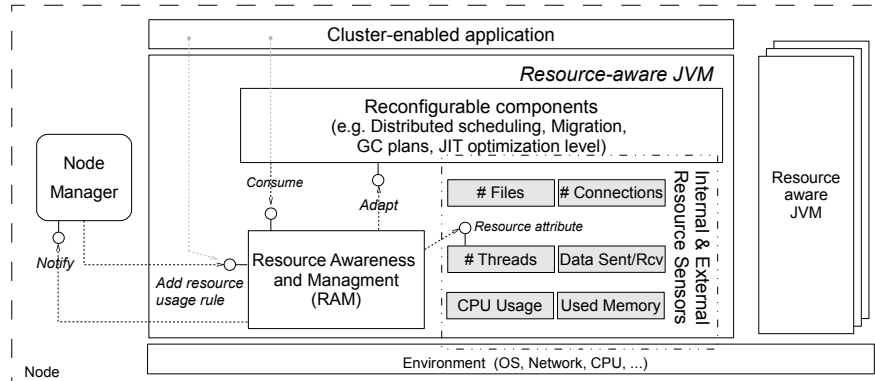 Cluster-enabled application
Resource-aware JVM
Reconfigurable components
(e.g. Distributed scheduling, Migration,
GC plans, JIT optimization level)
Node
Manager
Consume
Adapt
# Files
# Connections
Internal & External
Resource Sensors
Resource
aware
JVM
Resource attribute
Notify
Add resource
usage rule
Resource Awareness
and Managment
(RAM)
# Threads
Data Sent/Rcv
CPU Usage
Used Memory
Environment (OS, Network, CPU, ...)
Node